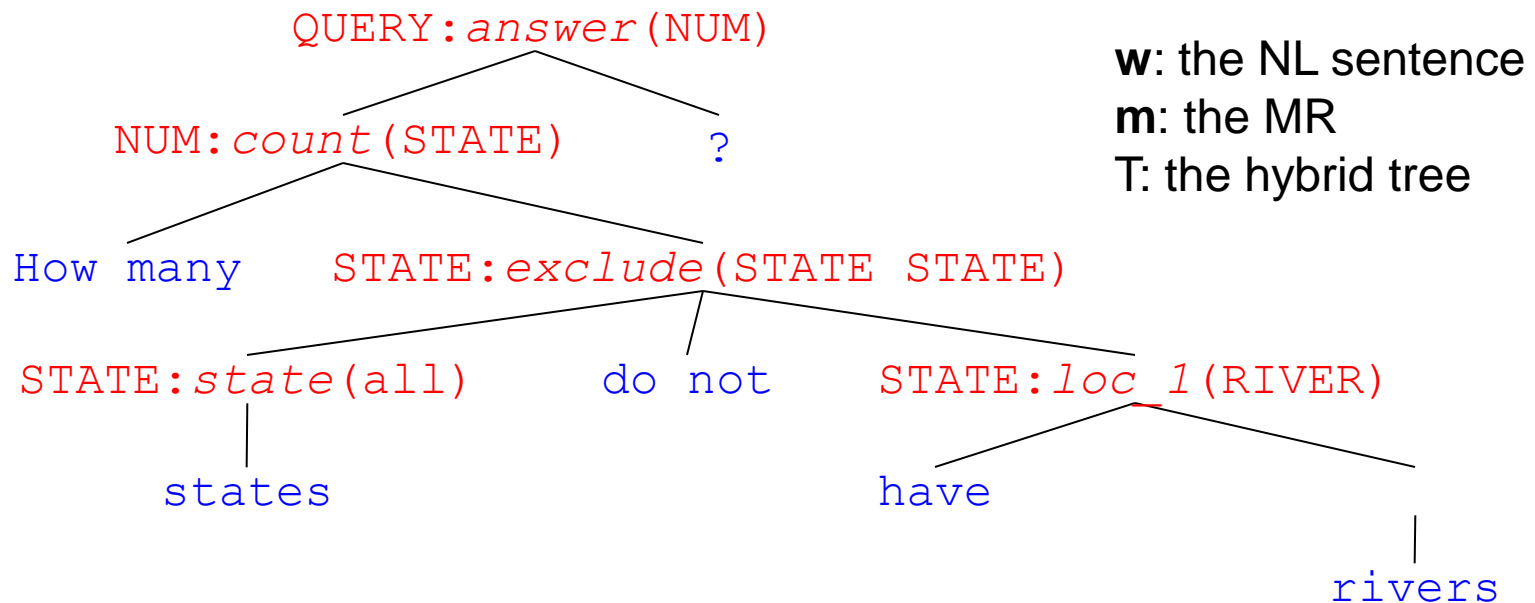 QUERY:answer(NUM)
w: the NL sentence
m: the MR
T: the hybrid tree
NUM:count(STATE)
?
How many
STATE:exclude(STATE STATE)
STATE:state(all)
do not
STATE:loc_1(RIVER)
states
have
rivers